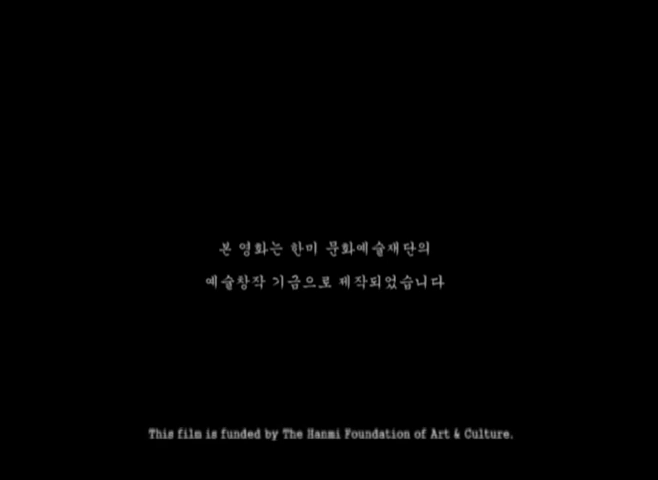 본 영화는 한미 문화예술재단의
예술창작 기금으로 제작되었습니다
This film is funded by The Hanmi Foundation of Art & Culture.